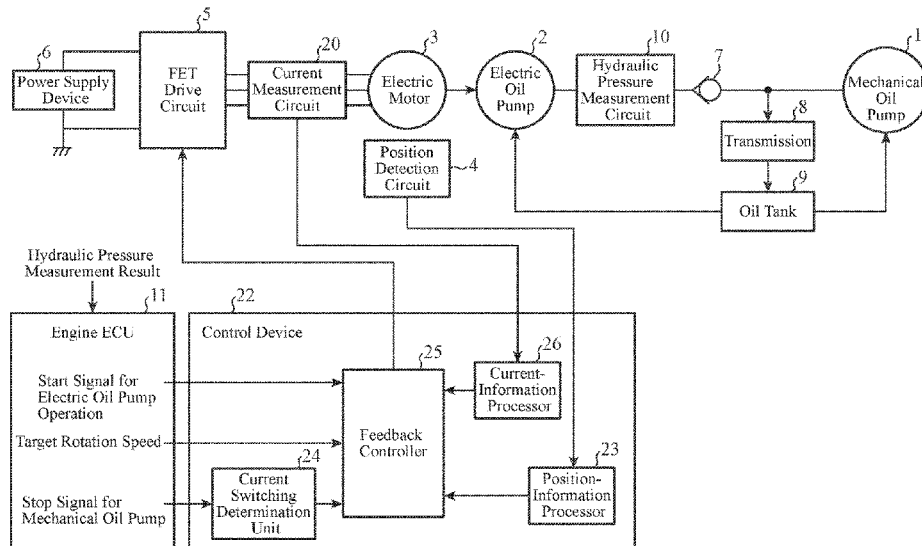 5
6
20
3
2
10
7
1
Power Supply
Device
FET
Drive
Circuit
Current
Measurement
Circuit
Electric
Motor
Electric
Oil
Pump
Hydraulic
Pressure
Measurement
Circuit
Mechanical
Oil
Pump
8
Transmission
Position
Detection
Circuit
4
9
Oil Tank
Hydraulic Pressure
Measurement Result
11
22
Engine ECU
Control Device
25
26
Start Signal for
Electric Oil Pump
Operation
Current-
Information
Processor
Target Rotation Speed
Feedback
Controller
24
23
Stop Signal for
Mechanical Oil Pump
Current
Switching
Determination
Unit
Position-
Information
Processor